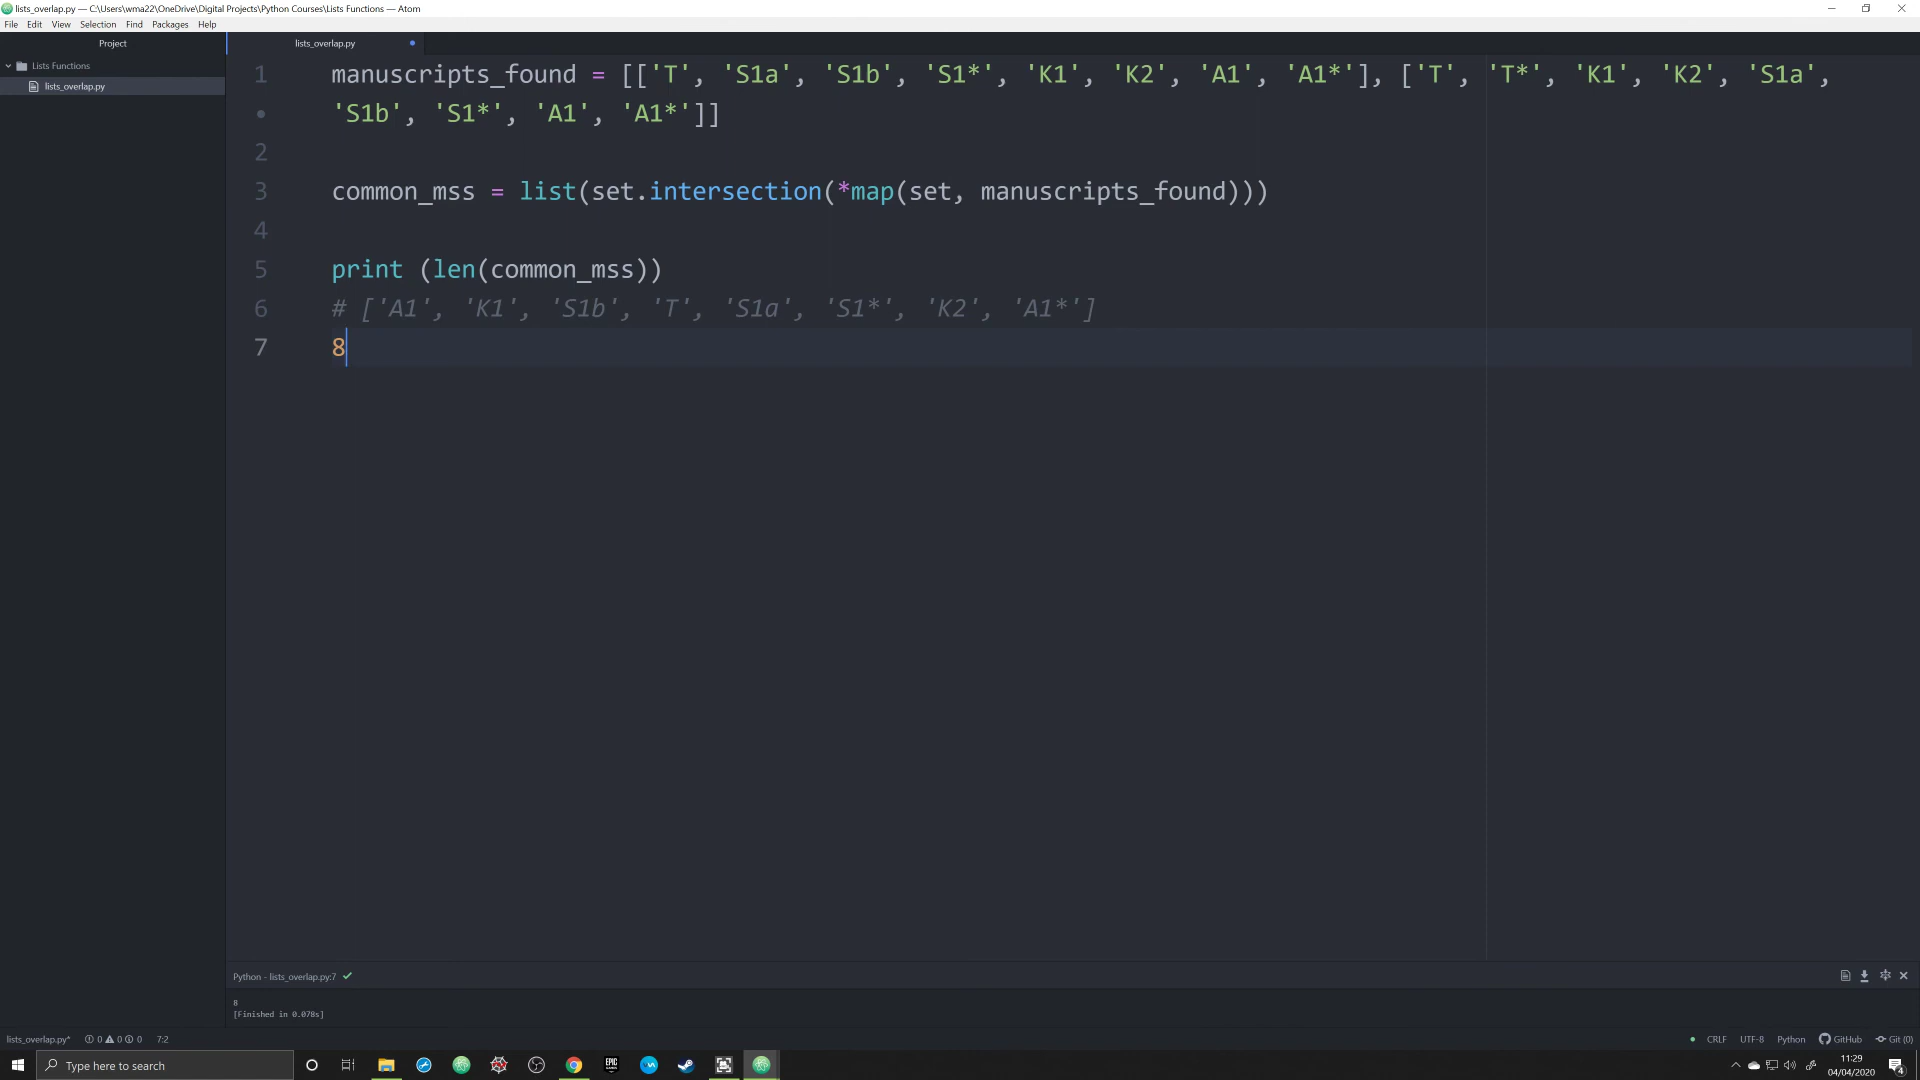 lists_overlap.py — C:\Users\wma22\OneDrive\Digital Projects\Python Courses\Lists Functions — Atom
File Edit View Selection Find Packages Help
Project
lists_overlap.py
Lists Functions
lists_overlap.py
1 manuscripts_found = [['T', 'S1a', 'S1b', 'S1*', 'K1', 'K2', 'A1', 'A1*'], ['T', 'T*', 'K1', 'K2', 'S1a',
• 'S1b', 'S1*', 'A1', 'A1*']]
2
3 common_mss = list(set.intersection(*map(set, manuscripts_found)))
4
5 print (len(common_mss))
6 # ['A1', 'K1', 'S1b', 'T', 'S1a', 'S1*', 'K2', 'A1*']
7 8
Python - lists_overlap.py:7
8
[Finished in 0.078s]
lists_overlap.py* 0 0 0 7:2 CRLF UTF-8 Python GitHub Git (0)
Type here to search
EPIC GAMES
11:29
04/04/2020
4